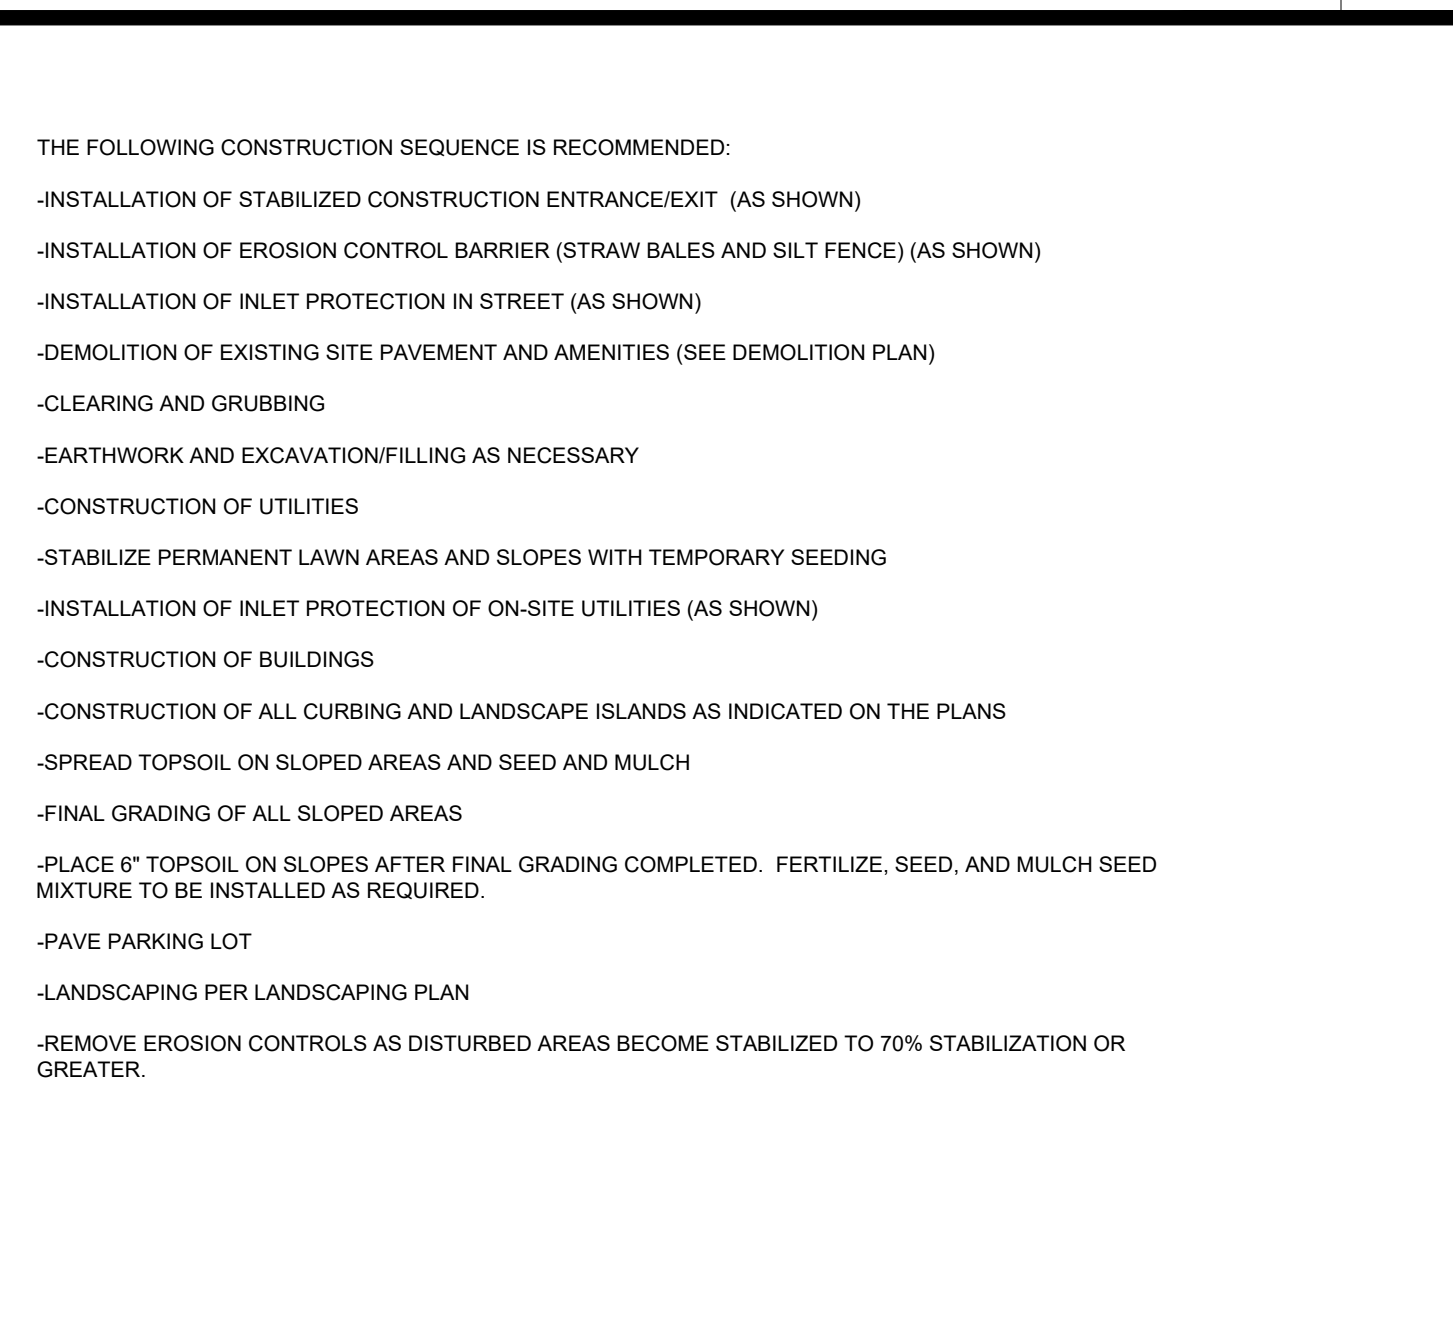 THE FOLLOWING CONSTRUCTION SEQUENCE IS RECOMMENDED:
-INSTALLATION OF STABILIZED CONSTRUCTION ENTRANCE/EXIT  (AS SHOWN)
-INSTALLATION OF EROSION CONTROL BARRIER (STRAW BALES AND SILT FENCE) (AS SHOWN)
-INSTALLATION OF INLET PROTECTION IN STREET (AS SHOWN)
-DEMOLITION OF EXISTING SITE PAVEMENT AND AMENITIES (SEE DEMOLITION PLAN)
-CLEARING AND GRUBBING
-EARTHWORK AND EXCAVATION/FILLING AS NECESSARY
-CONSTRUCTION OF UTILITIES
-STABILIZE PERMANENT LAWN AREAS AND SLOPES WITH TEMPORARY SEEDING
-INSTALLATION OF INLET PROTECTION OF ON-SITE UTILITIES (AS SHOWN)
-CONSTRUCTION OF BUILDINGS
-CONSTRUCTION OF ALL CURBING AND LANDSCAPE ISLANDS AS INDICATED ON THE PLANS
-SPREAD TOPSOIL ON SLOPED AREAS AND SEED AND MULCH
-FINAL GRADING OF ALL SLOPED AREAS
-PLACE 6" TOPSOIL ON SLOPES AFTER FINAL GRADING COMPLETED.  FERTILIZE, SEED, AND MULCH SEED
MIXTURE TO BE INSTALLED AS REQUIRED.
-PAVE PARKING LOT
-LANDSCAPING PER LANDSCAPING PLAN
-REMOVE EROSION CONTROLS AS DISTURBED AREAS BECOME STABILIZED TO 70% STABILIZATION OR
GREATER.